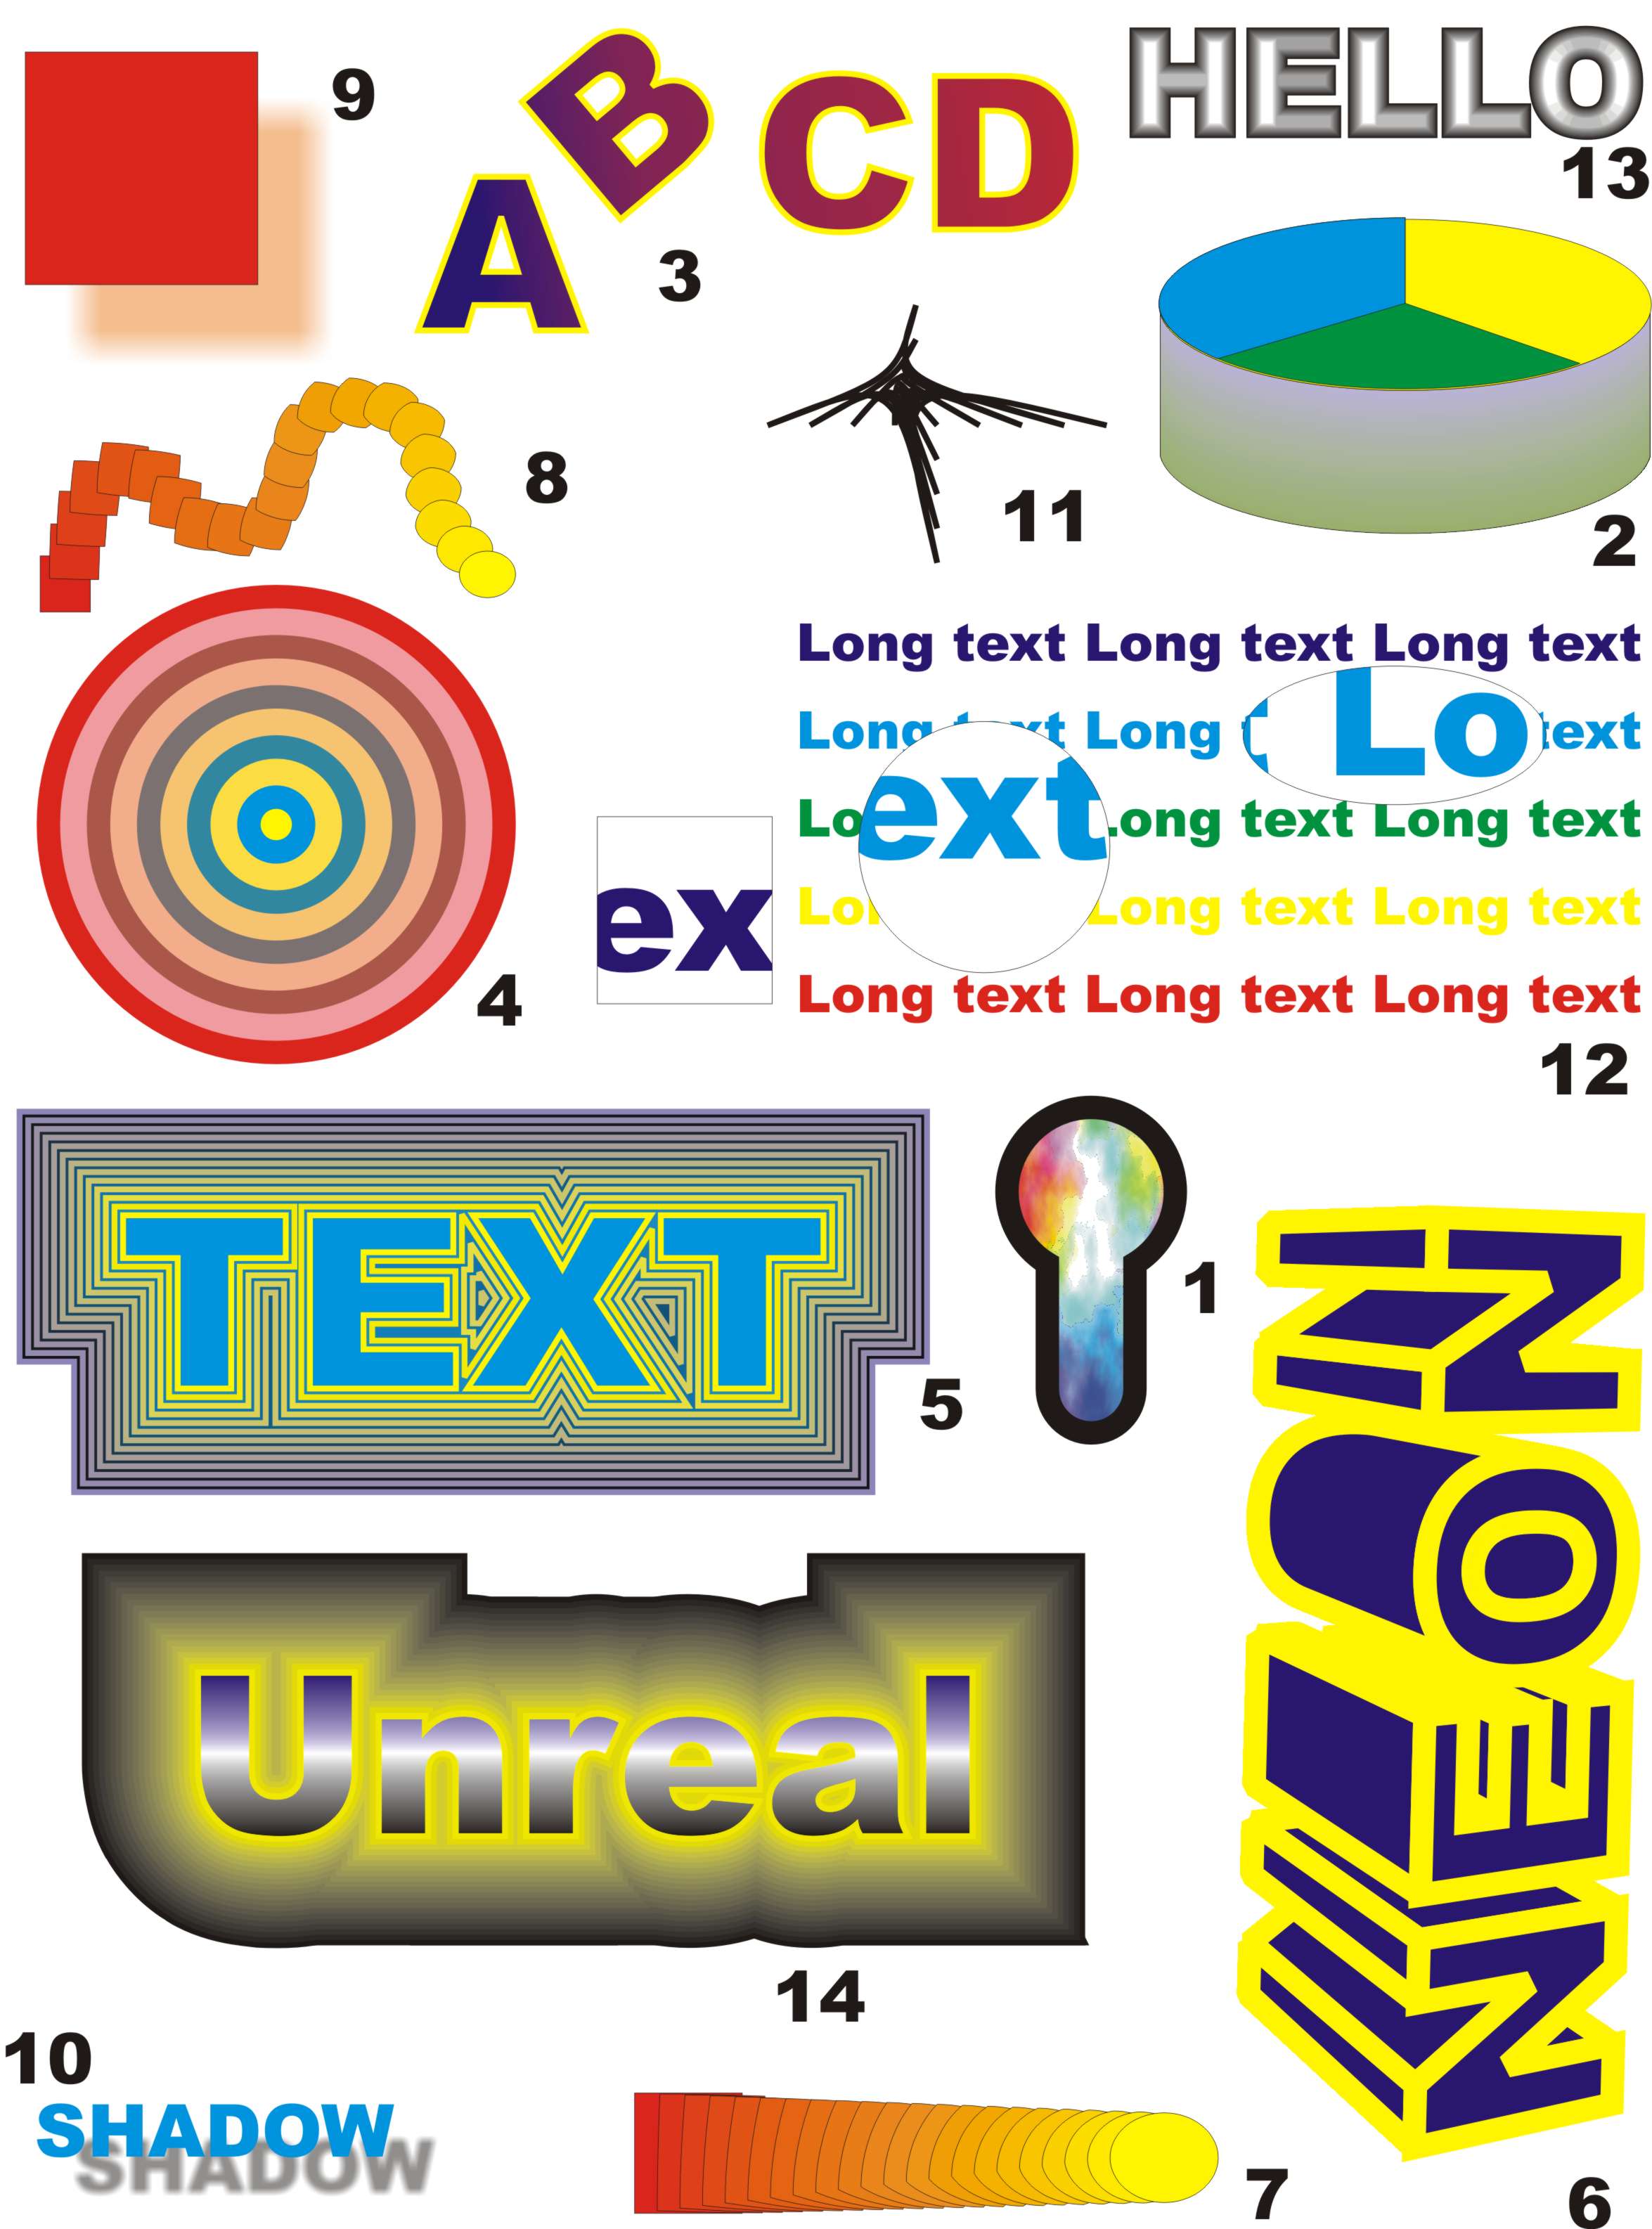 9
A B C D
3
HELLO
13
8
11
2
Long text Long text Long text
Long text Long t Lo text
Lo ext Long text Long text
ex
Lo Long text Long text
Long text Long text Long text
4
12
TEXT
5
1
NEON
Unreal
14
10
SHADOW
SHADOW
7
6